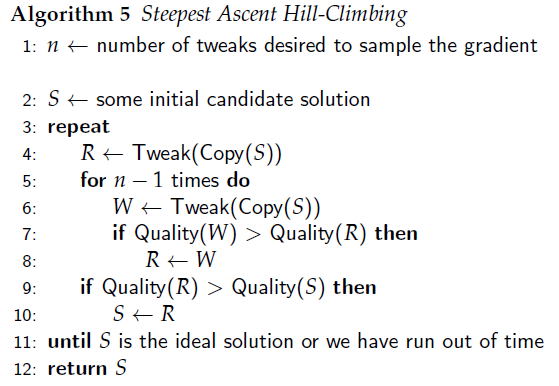 Algorithm 5 Steepest Ascent Hill-Climbing
1: n ← number of tweaks desired to sample the gradient
2: S ← some initial candidate solution
3: repeat
4: R ← Tweak(Copy(S))
5: for n − 1 times do
6: W ← Tweak(Copy(S))
7: if Quality(W) > Quality(R) then
8: R ← W
9: if Quality(R) > Quality(S) then
10: S ← R
11: until S is the ideal solution or we have run out of time
12: return S